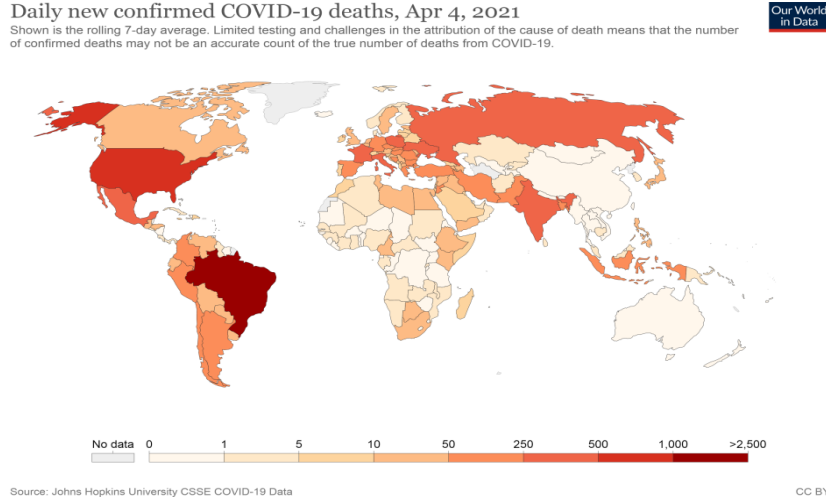 Daily new confirmed COVID-19 deaths, Apr 4, 2021
Our World
in Data
Shown is the rolling 7-day average. Limited testing and challenges in the attribution of the cause of death means that the number
of confirmed deaths may not be an accurate count of the true number of deaths from COVID-19.
No data 0 1 5 10 50 250 500 1,000 >2,500
Source: Johns Hopkins University CSSE COVID-19 Data
CC BY